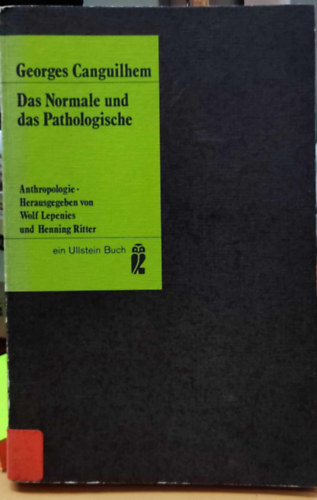 Georges Canguilhem
Das Normale und
das Pathologische
Anthropologie·
Herausgegeben von
Wolf Lepenies
und Henning Ritter
ein Ullstein Buch